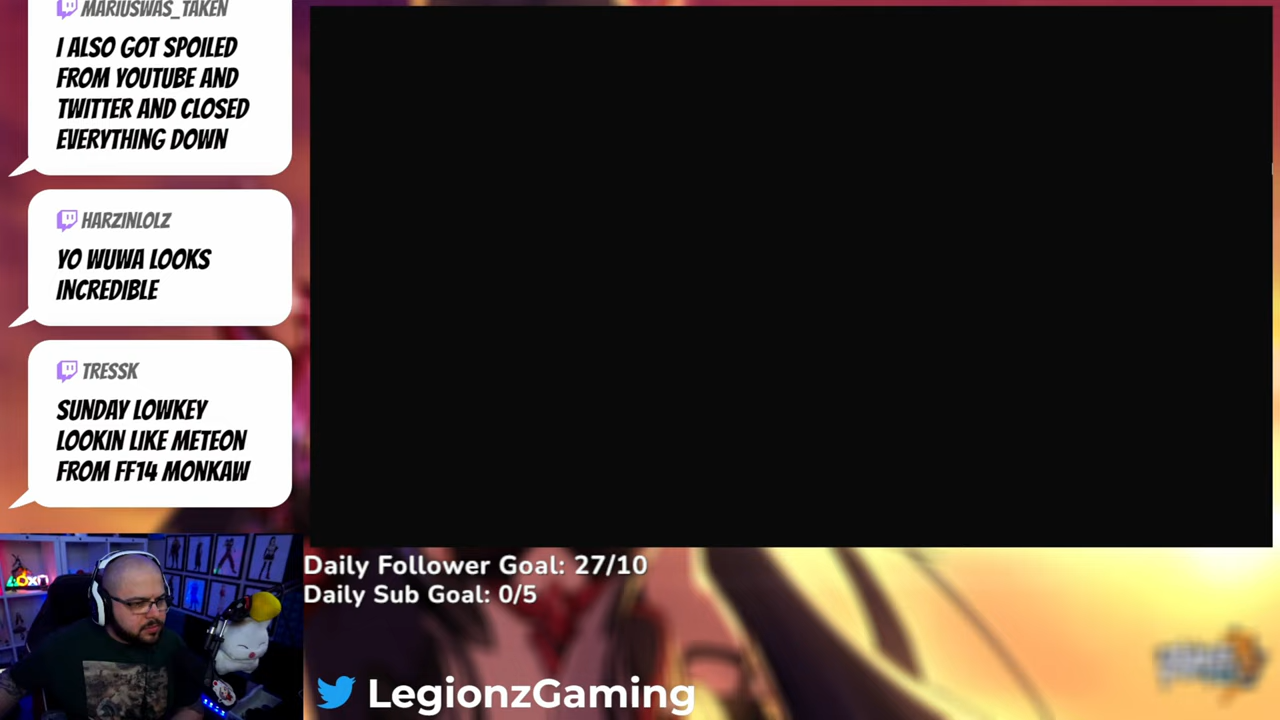 MARIUSWAS_TAKEN
I ALSO GOT SPOILED
FROM YOUTUBE AND
TWITTER AND CLOSED
EVERYTHING DOWN
HARZINLOLZ
YO WUWA LOOKS
INCREDIBLE
TRESSK
SUNDAY LOWKEY
LOOKIN LIKE METEON
FROM FF14 MONKAW
Daily Follower Goal: 27/10
Daily Sub Goal: 0/5
LegionzGaming